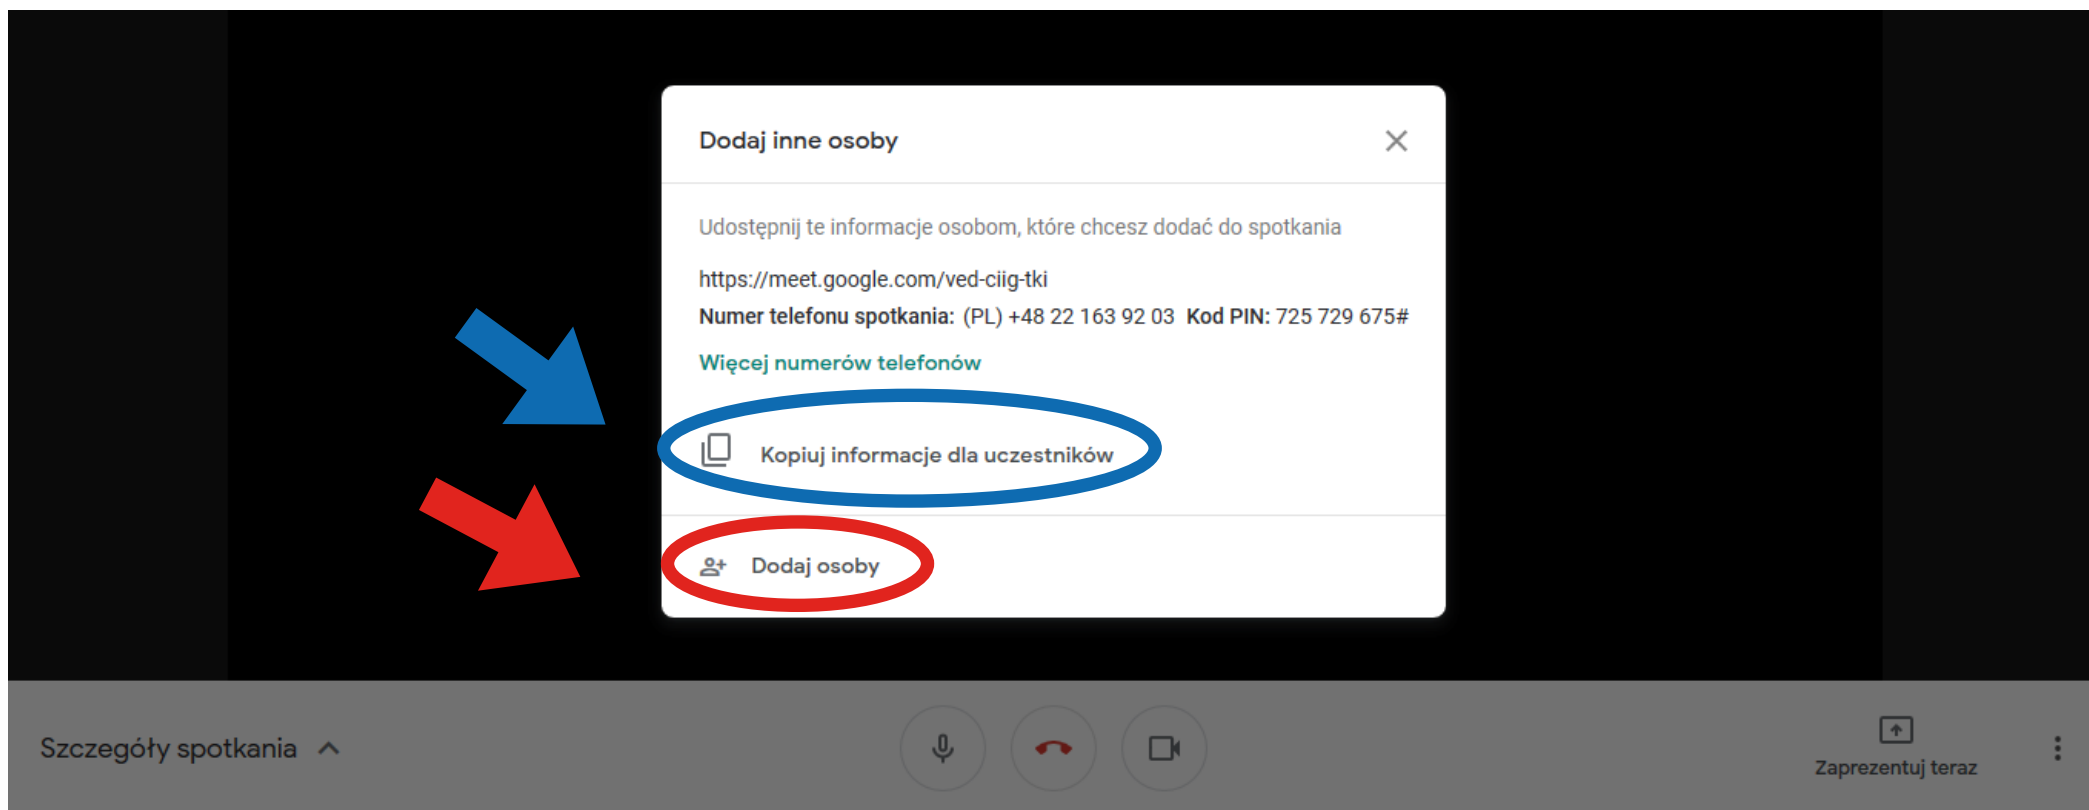 Dodaj inne osoby
Udostępnij te informacje osobom, które chcesz dodać do spotkania
https://meet.google.com/ved-ciig-tki
Numer telefonu spotkania: (PL) +48 22 163 92 03 Kod PIN: 725 729 675#
Więcej numerów telefonów
Kopiuj informacje dla uczestników
Dodaj osoby
Szczegóły spotkania
Zaprezentuj teraz